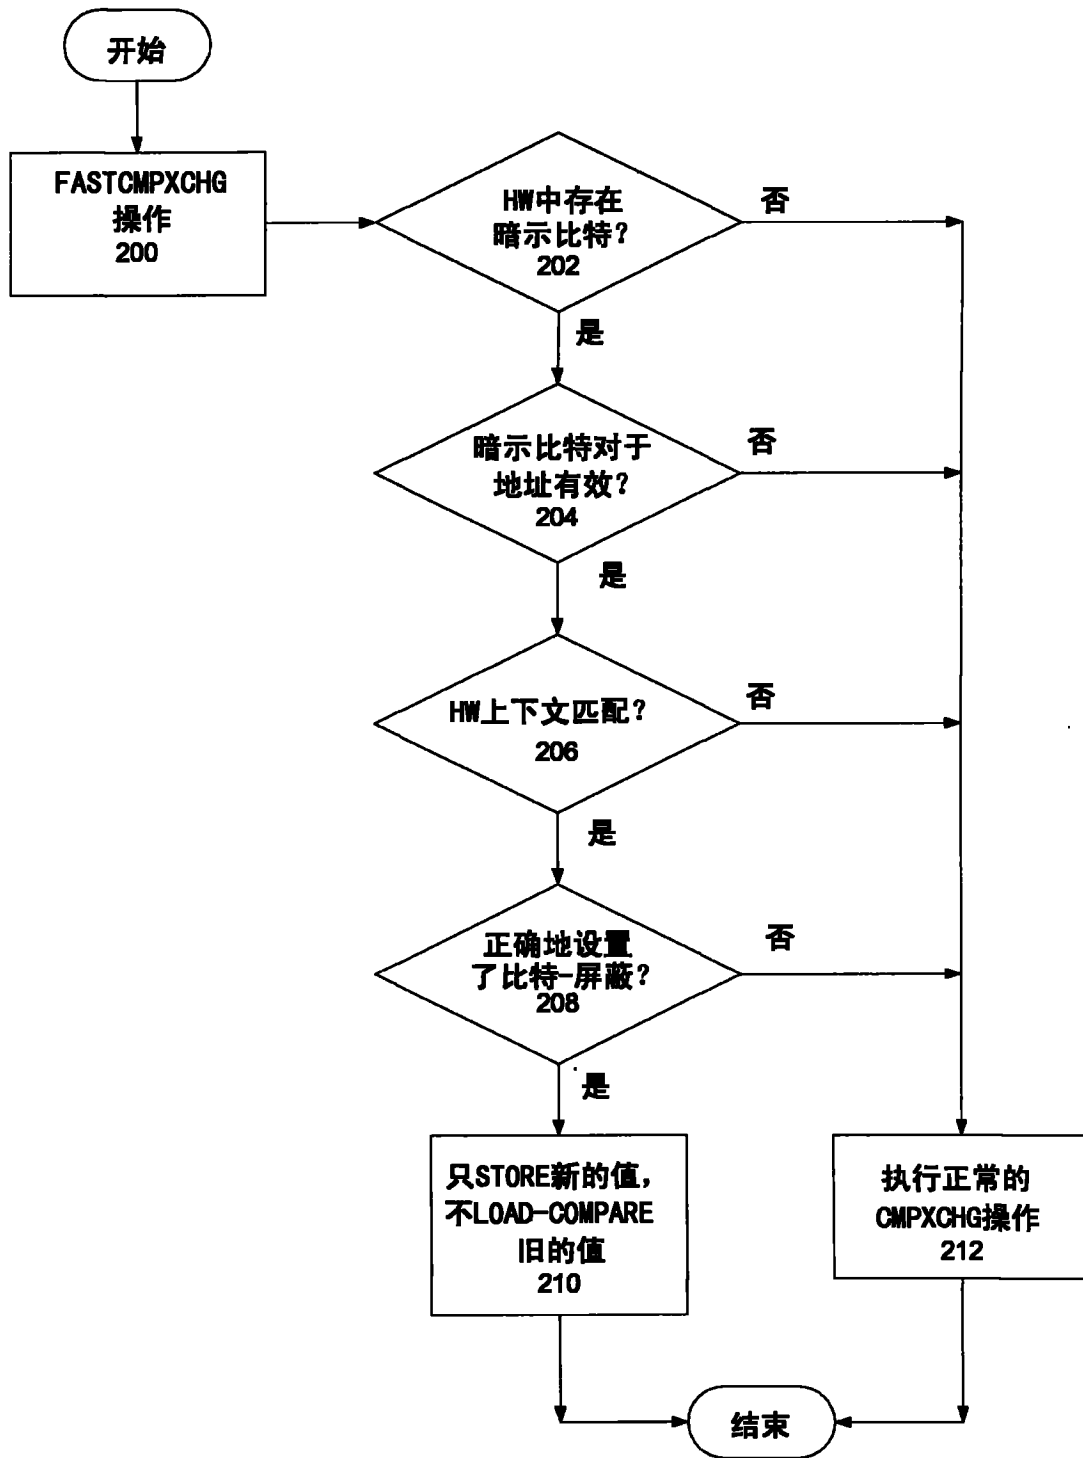 开始
FASTCMPXCHG
操作
200
HW中存在
暗示比特？
202
否
是
暗示比特对于
地址有效？
204
否
是
HW上下文匹配？
206
否
是
正确地设置
了比特-屏蔽？
208
否
是
只STORE新的值，
不LOAD-COMPARE
旧的值
210
执行正常的
CMPXCHG操作
212
结束